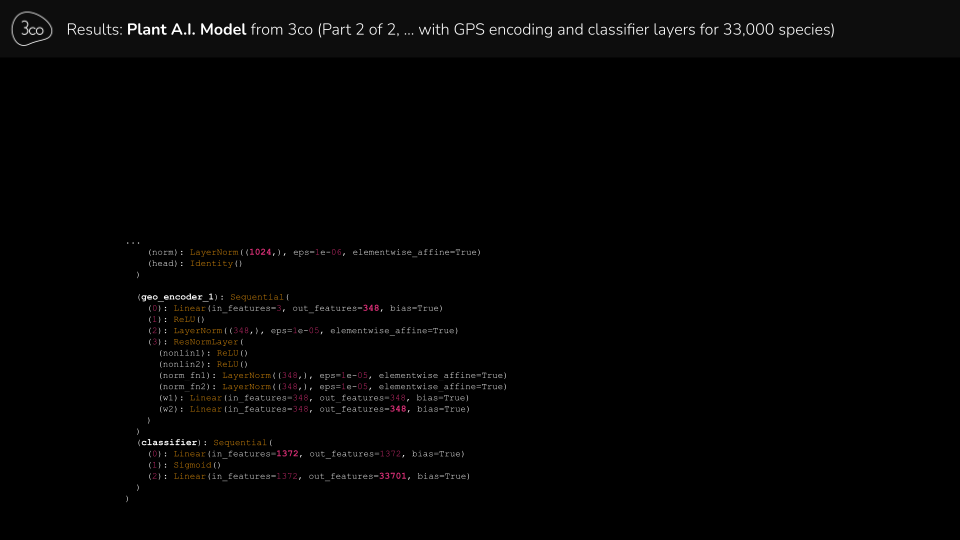 3co
Results: Plant A.I. Model from 3co (Part 2 of 2, ... with GPS encoding and classifier layers for 33,000 species)
...
(norm): LayerNorm((1024,), eps=1e-06, elementwise_affine=True)
(head): Identity()
)
(geo_encoder_1): Sequential(
(0): Linear(in_features=3, out_features=348, bias=True)
(1): ReLU()
(2): LayerNorm((348,), eps=1e-05, elementwise_affine=True)
(3): ResNormLayer(
(nonlin1): ReLU()
(nonlin2): ReLU()
(norm_fn1): LayerNorm((348,), eps=1e-05, elementwise_affine=True)
(norm_fn2): LayerNorm((348,), eps=1e-05, elementwise_affine=True)
(w1): Linear(in_features=348, out_features=348, bias=True)
(w2): Linear(in_features=348, out_features=348, bias=True)
)
)
(classifier): Sequential(
(0): Linear(in_features=1372, out_features=1372, bias=True)
(1): Sigmoid()
(2): Linear(in_features=1372, out_features=33701, bias=True)
)
)